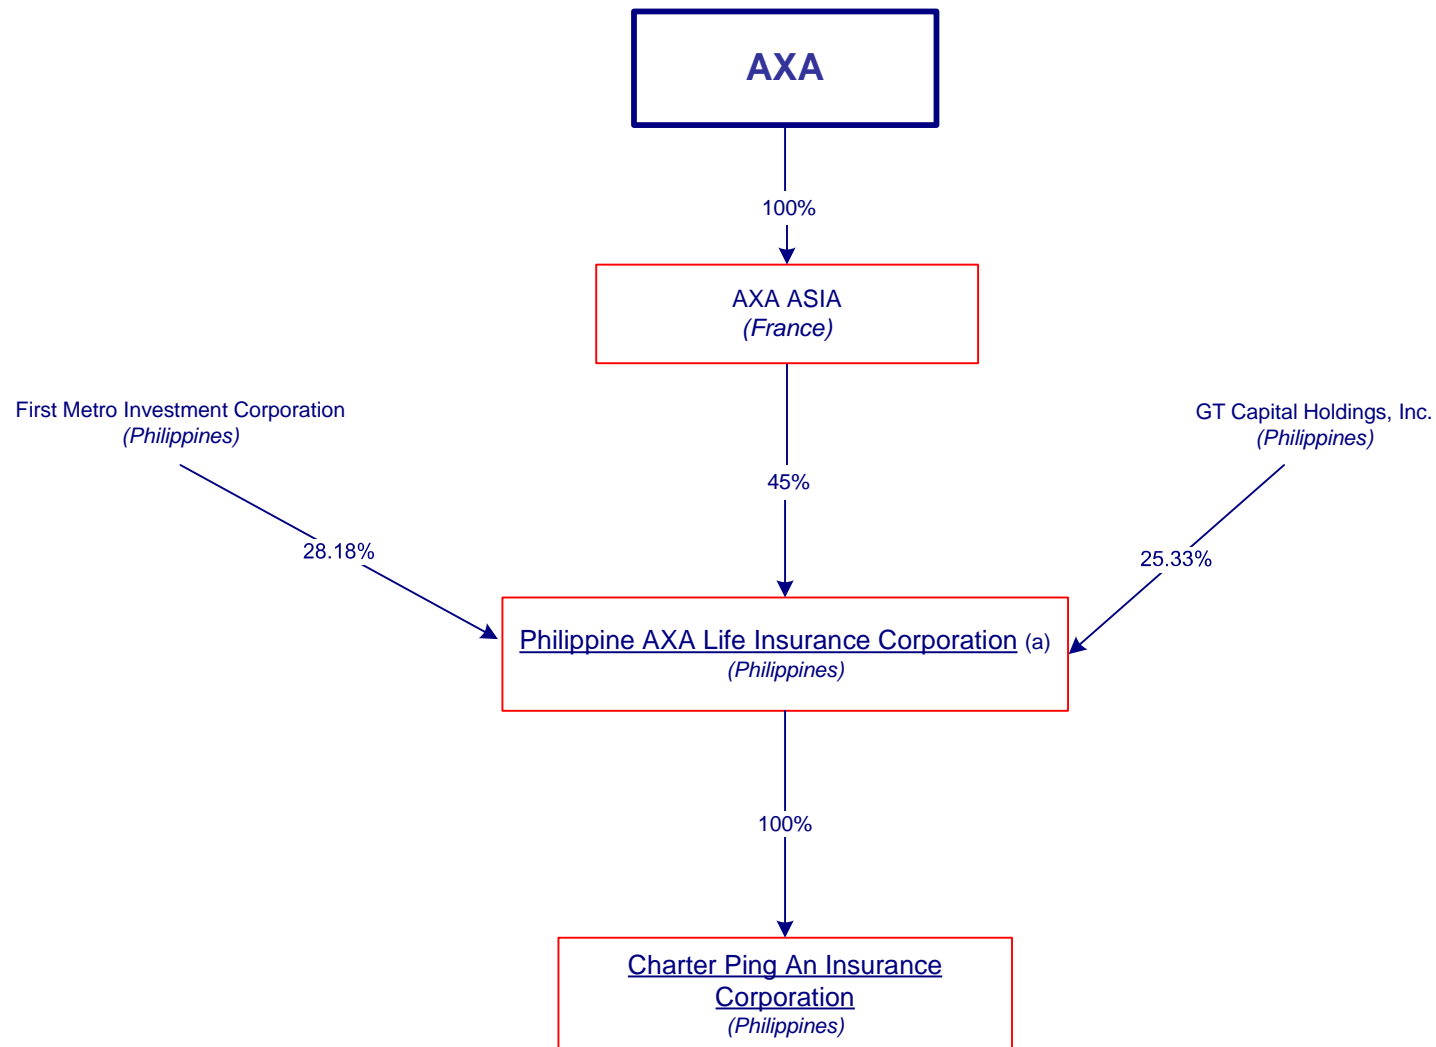 AXA
100%
AXA ASIA
(France)
First Metro Investment Corporation
(Philippines)
GT Capital Holdings, Inc.
(Philippines)
45%
28.18%
25.33%
Philippine AXA Life Insurance Corporation (a)
(Philippines)
100%
Charter Ping An Insurance
Corporation
(Philippines)